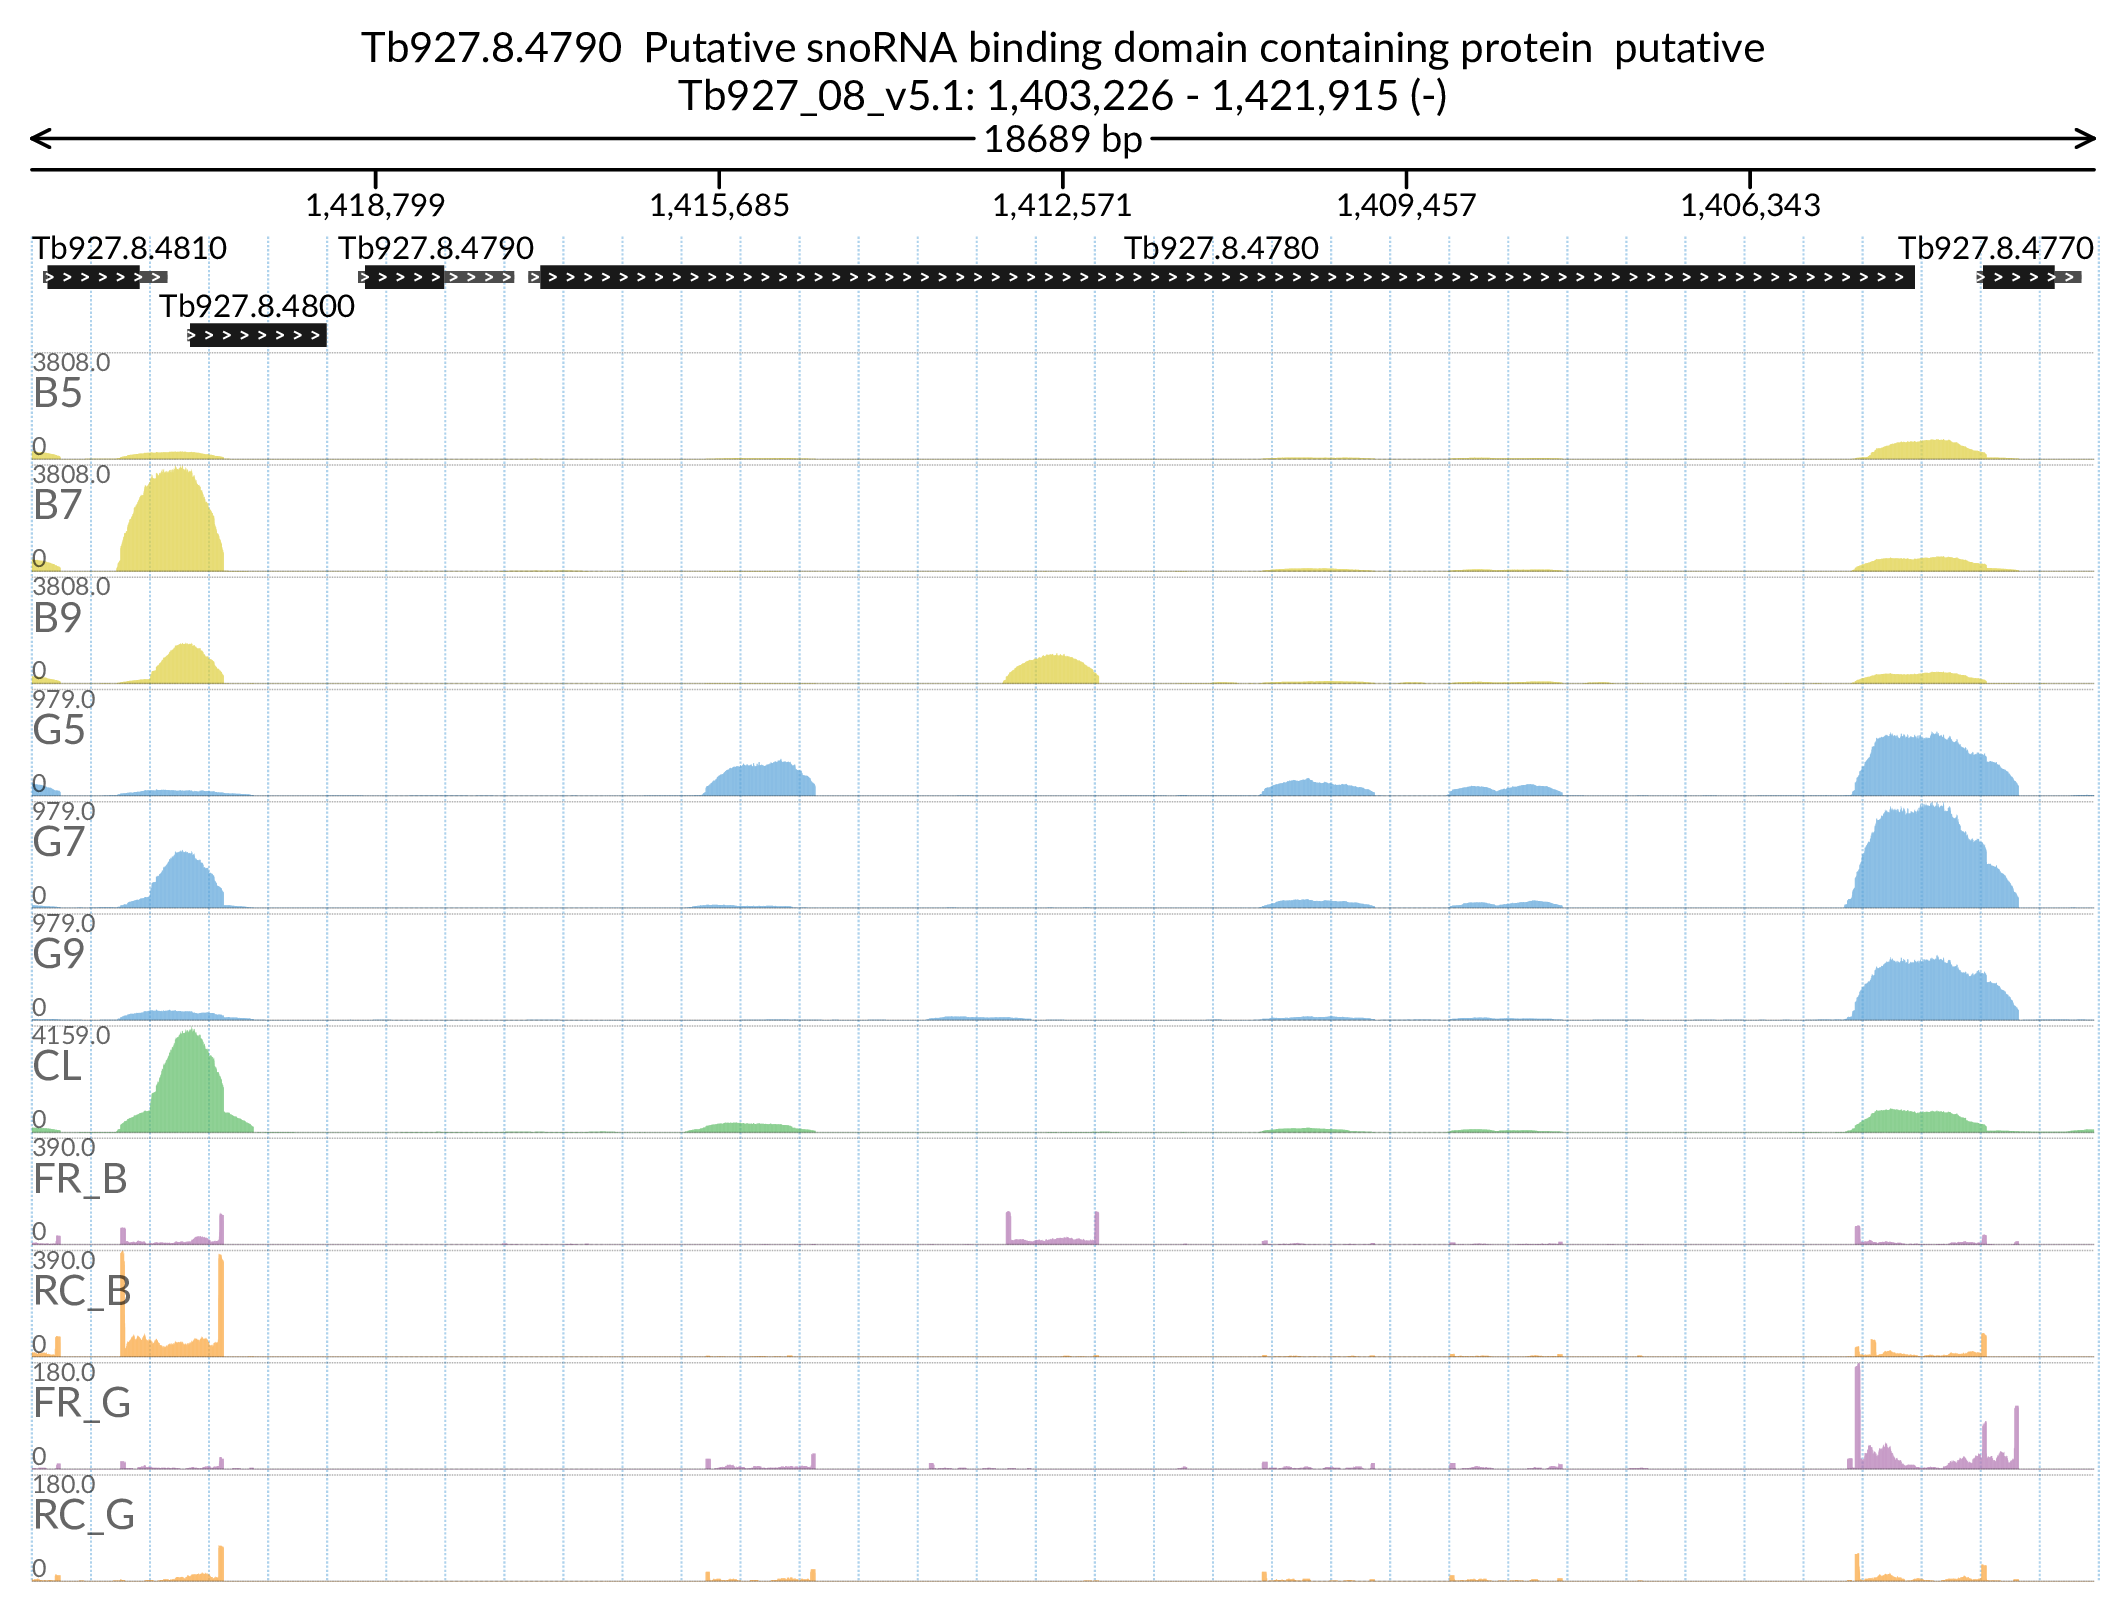 Tb927.8.4790  Putative snoRNA binding domain containing protein  putative
Tb927_08_v5.1: 1,403,226 - 1,421,915 (-)
18689 bp
1,418,799 1,415,685 1,412,571 1,409,457 1,406,343
Tb927.8.4810 Tb927.8.4790 Tb927.8.4780 Tb927.8.4770
Tb927.8.4800
3808.0
B5
0
3808.0
B7
0
3808.0
B9
0
979.0
G5
0
979.0
G7
0
979.0
G9
0
4159.0
CL
0
390.0
FR_B
0
390.0
RC_B
0
180.0
FR_G
0
180.0
RC_G
0